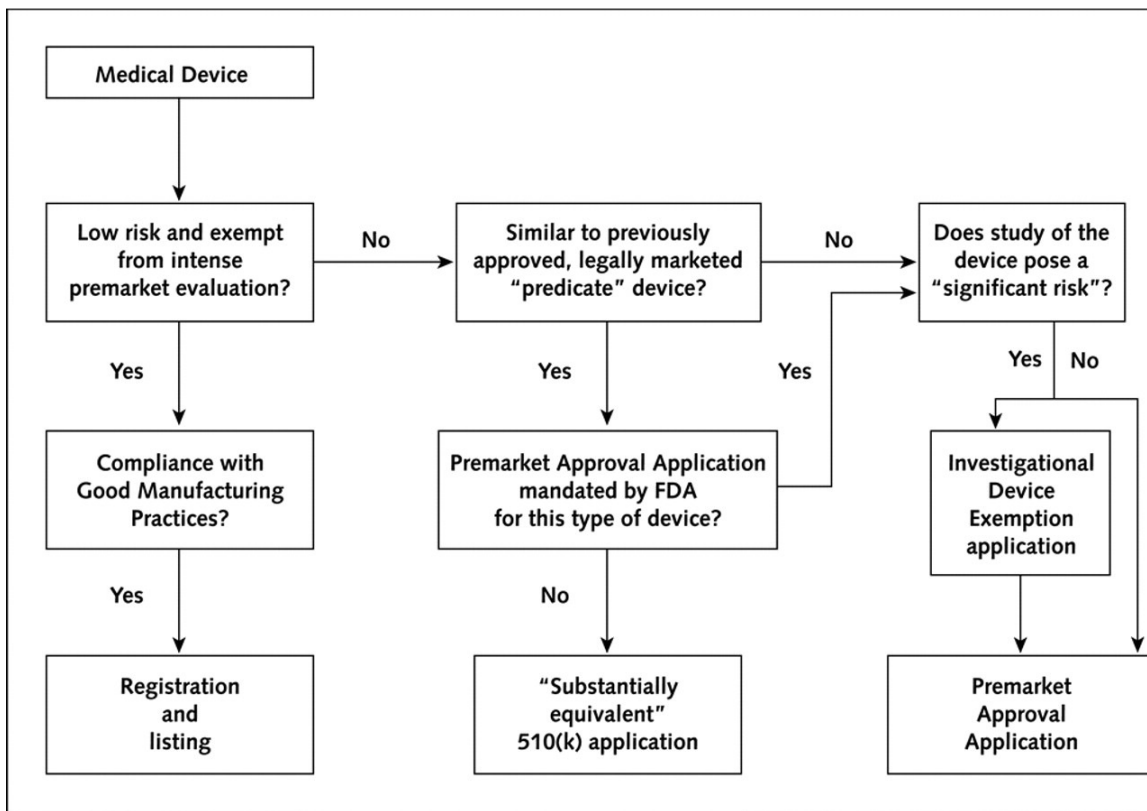 Medical Device
Low risk and exempt
from intense
premarket evaluation?
No
Similar to previously
approved, legally marketed
“predicate” device?
No
Does study of the
device pose a
“significant risk”?
Yes
Yes
Yes
Yes
No
Compliance with
Good Manufacturing
Practices?
Premarket Approval Application
mandated by FDA
for this type of device?
Investigational
Device
Exemption
application
Yes
No
Registration
and
listing
“Substantially
equivalent”
510(k) application
Premarket
Approval
Application